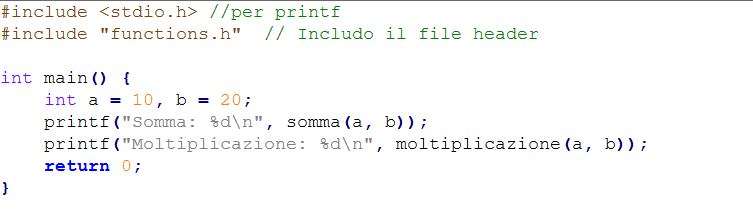 #include <stdio.h> //per printf
#include "functions.h"  // Includo il file header
int main() {
    int a = 10, b = 20;
    printf("Somma: %d\n", somma(a, b));
    printf("Moltiplicazione: %d\n", moltiplicazione(a, b));
    return 0;
}